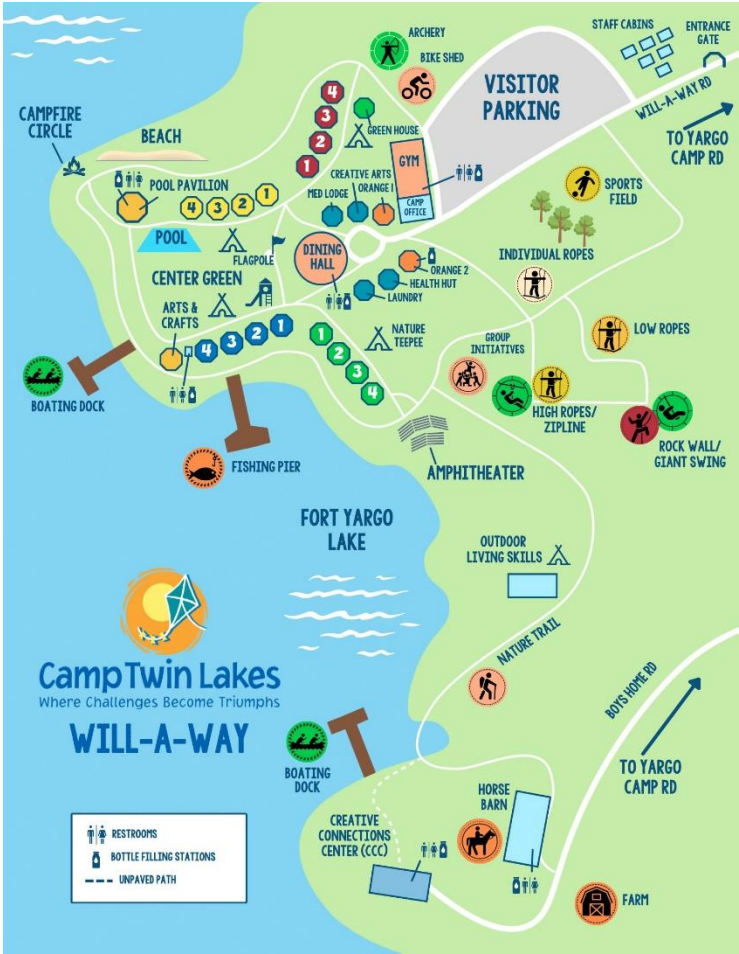 STAFF CABINS
ENTRANCE
GATE
ARCHERY
BIKE SHED
VISITOR
PARKING
WILL-A-WAY RD
TO YARGO
CAMP RD
CAMPFIRE
CIRCLE
BEACH
4
3
2
1
GREEN HOUSE
GYM
CAMP
OFFICE
CREATIVE ARTS
ORANGE 1
MED LODGE
POOL PAVILION
4
3
2
1
SPORTS
FIELD
POOL
FLAGPOLE
DINING
HALL
ORANGE 2
HEALTH HUT
LAUNDRY
INDIVIDUAL ROPES
CENTER GREEN
ARTS &
CRAFTS
4
3
2
1
1
2
3
4
NATURE
TEEPEE
GROUP
INITIATIVES
LOW ROPES
HIGH ROPES/
ZIPLINE
ROCK WALL/
GIANT SWING
BOATING DOCK
FISHING PIER
AMPHITHEATER
FORT YARGO
LAKE
OUTDOOR
LIVING SKILLS
NATURE TRAIL
Camp Twin Lakes
Where Challenges Become Triumphs
WILL-A-WAY
BOYS HOME RD
TO YARGO
CAMP RD
BOATING
DOCK
HORSE
BARN
CREATIVE
CONNECTIONS
CENTER (CCC)
FARM
RESTROOMS
BOTTLE FILLING STATIONS
UNPAVED PATH